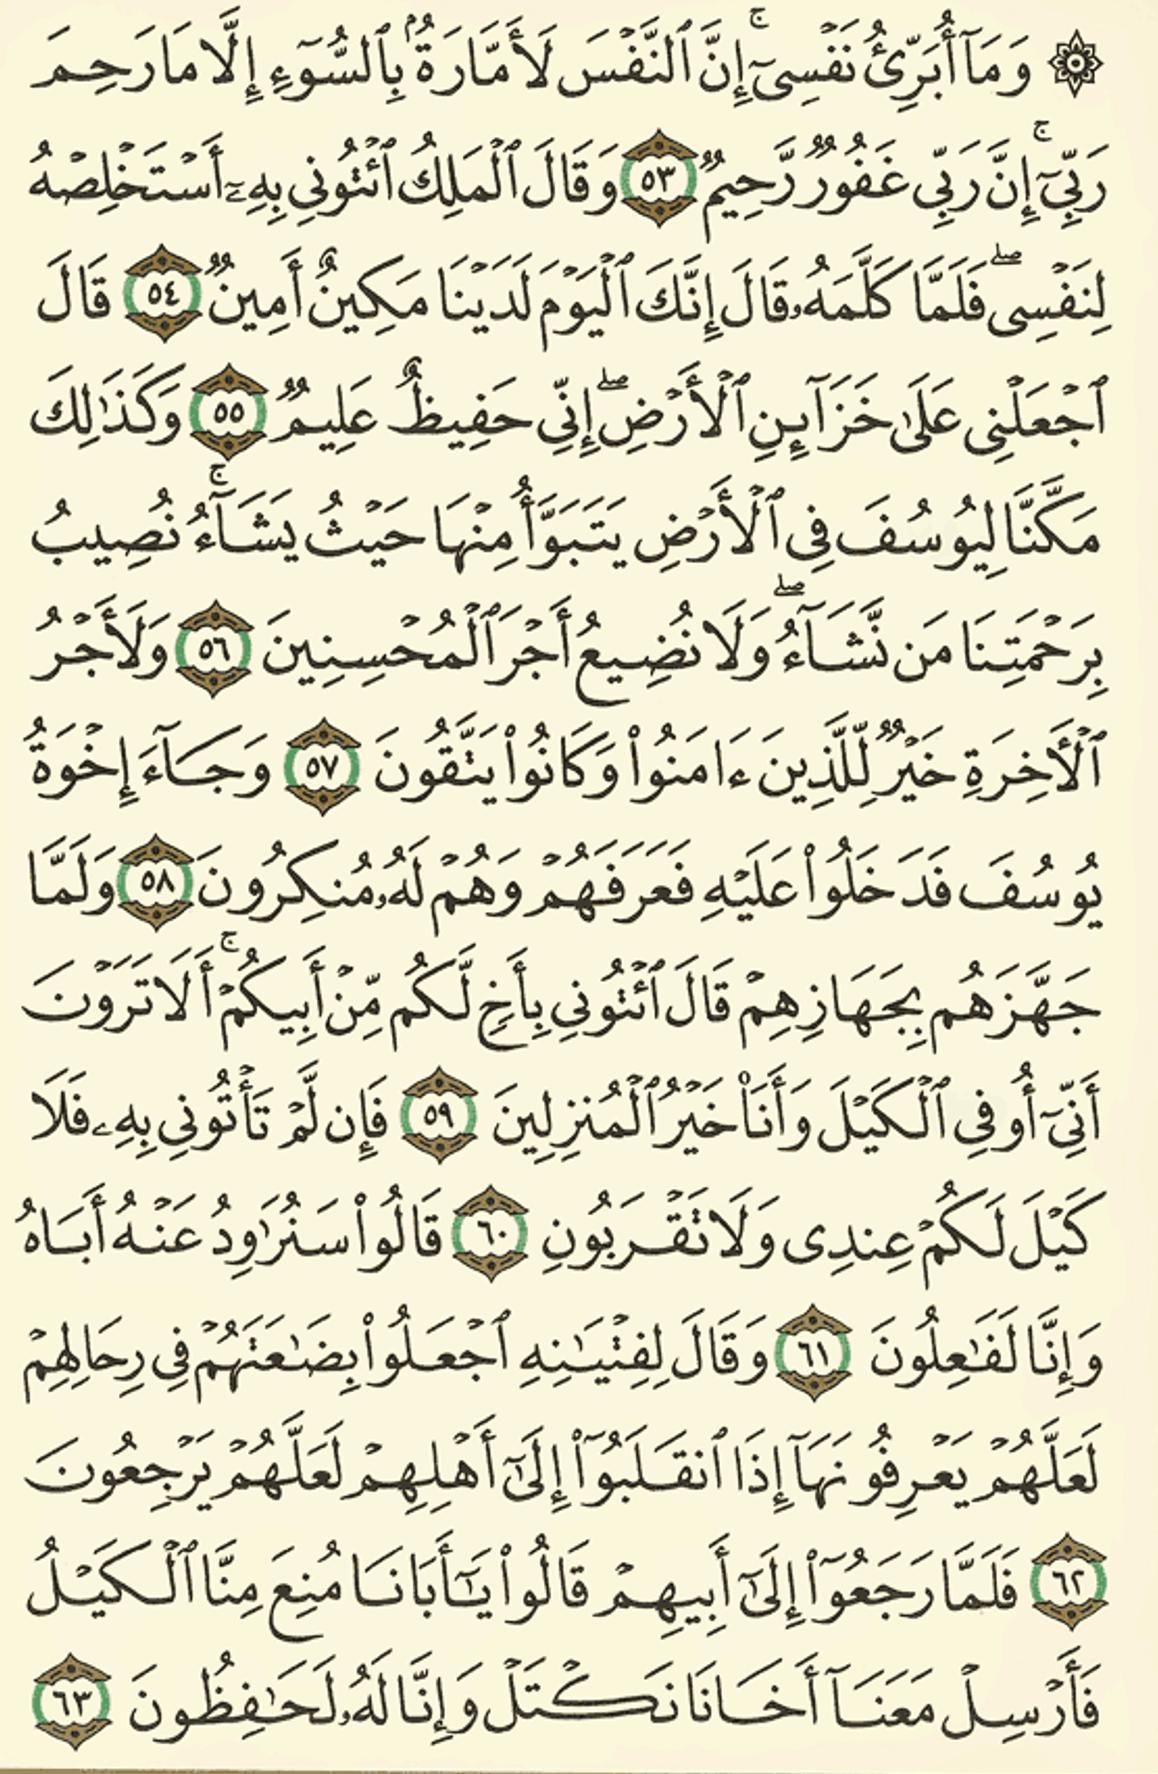 ۞ وَمَآ أُبَرِّئُ نَفۡسِيٓۚ إِنَّ ٱلنَّفۡسَ لَأَمَّارَةُۢ بِٱلسُّوٓءِ إِلَّا مَا رَحِمَ
رَبِّيٓۚ إِنَّ رَبِّي غَفُورٞ رَّحِيمٞ ٥٣ وَقَالَ ٱلۡمَلِكُ ٱئۡتُونِي بِهِۦٓ أَسۡتَخۡلِصۡهُ
لِنَفۡسِيۖ فَلَمَّا كَلَّمَهُۥ قَالَ إِنَّكَ ٱلۡيَوۡمَ لَدَيۡنَا مَكِينٌ أَمِينٞ ٥٤ قَالَ
ٱجۡعَلۡنِي عَلَىٰ خَزَآئِنِ ٱلۡأَرۡضِۖ إِنِّي حَفِيظٌ عَلِيمٞ ٥٥ وَكَذَٰلِكَ
مَكَّنَّا لِيُوسُفَ فِي ٱلۡأَرۡضِ يَتَبَوَّأُ مِنۡهَا حَيۡثُ يَشَآءُۚ نُصِيبُ
بِرَحۡمَتِنَا مَن نَّشَآءُۖ وَلَا نُضِيعُ أَجۡرَ ٱلۡمُحۡسِنِينَ ٥٦ وَلَأَجۡرُ
ٱلۡأٓخِرَةِ خَيۡرٞ لِّلَّذِينَ ءَامَنُواْ وَكَانُواْ يَتَّقُونَ ٥٧ وَجَآءَ إِخۡوَةُ
يُوسُفَ فَدَخَلُواْ عَلَيۡهِ فَعَرَفَهُمۡ وَهُمۡ لَهُۥ مُنكِرُونَ ٥٨ وَلَمَّا
جَهَّزَهُم بِجَهَازِهِمۡ قَالَ ٱئۡتُونِي بِأَخٖ لَّكُم مِّنۡ أَبِيكُمۡۚ أَلَا تَرَوۡنَ
أَنِّيٓ أُوفِي ٱلۡكَيۡلَ وَأَنَا۠ خَيۡرُ ٱلۡمُنزِلِينَ ٥٩ فَإِن لَّمۡ تَأۡتُونِي بِهِۦ فَلَا
كَيۡلَ لَكُمۡ عِندِي وَلَا تَقۡرَبُونِ ٦٠ قَالُواْ سَنُرَٰوِدُ عَنۡهُ أَبَاهُ
وَإِنَّا لَفَٰعِلُونَ ٦١ وَقَالَ لِفِتۡيَٰنِهِ ٱجۡعَلُواْ بِضَٰعَتَهُمۡ فِي رِحَالِهِمۡ
لَعَلَّهُمۡ يَعۡرِفُونَهَآ إِذَا ٱنقَلَبُوٓاْ إِلَىٰٓ أَهۡلِهِمۡ لَعَلَّهُمۡ يَرۡجِعُونَ
٦٢ فَلَمَّا رَجَعُوٓاْ إِلَىٰٓ أَبِيهِمۡ قَالُواْ يَٰٓأَبَانَا مُنِعَ مِنَّا ٱلۡكَيۡلُ
فَأَرۡسِلۡ مَعَنَآ أَخَانَا نَكۡتَلۡ وَإِنَّا لَهُۥ لَحَٰفِظُونَ ٦٣